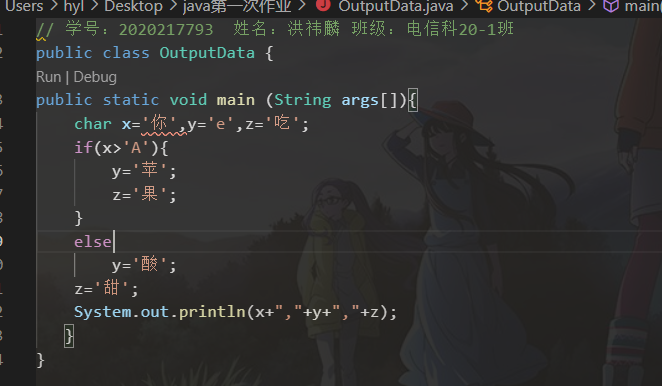 Users > hyl > Desktop > java第一次作业 > OutputData.java > OutputData > main(
// 学号：2020217793 姓名：洪祎麟 班级：电信科20-1班
public class OutputData {
Run | Debug
public static void main (String args[]){
char x='你',y='e',z='吃';
if(x>'A'){
y='苹';
z='果';
}
else
y='酸';
z='甜';
System.out.println(x+","+y+","+z);
}
}